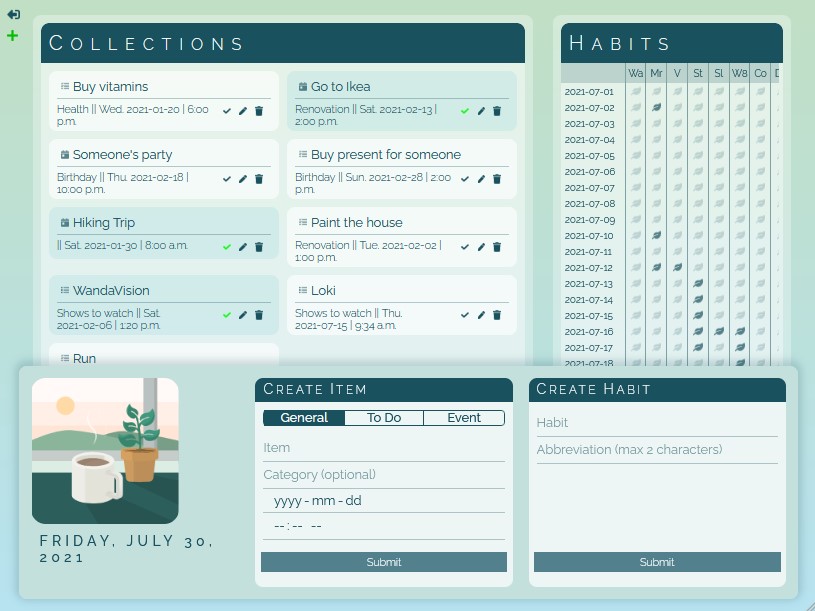 Collections
Buy vitamins
Health || Wed. 2021-01-20 | 6:00
p.m.
Go to Ikea
Renovation || Sat. 2021-02-13 |
2:00 p.m.
Someone's party
Birthday || Thu. 2021-02-18 |
10:00 p.m.
Buy present for someone
Birthday || Sun. 2021-02-28 | 2:00
p.m.
Hiking Trip
|| Sat. 2021-01-30 | 8:00 a.m.
Paint the house
Renovation || Tue. 2021-02-02 |
1:00 p.m.
WandaVision
Shows to watch || Sat.
2021-02-06 | 1:20 p.m.
Loki
Shows to watch || Thu.
2021-07-15 | 9:34 a.m.
Run
Habits
Wa Mr V St Sl W8 Co
2021-07-01
2021-07-02
2021-07-03
2021-07-04
2021-07-05
2021-07-06
2021-07-07
2021-07-08
2021-07-09
2021-07-10
2021-07-11
2021-07-12
2021-07-13
2021-07-14
2021-07-15
2021-07-16
2021-07-17
2021-07-18
FRIDAY, JULY 30,
2021
Create Item
General To Do Event
Item
Category (optional)
yyyy - mm - dd
-- : -- --
Submit
Create Habit
Habit
Abbreviation (max 2 characters)
Submit